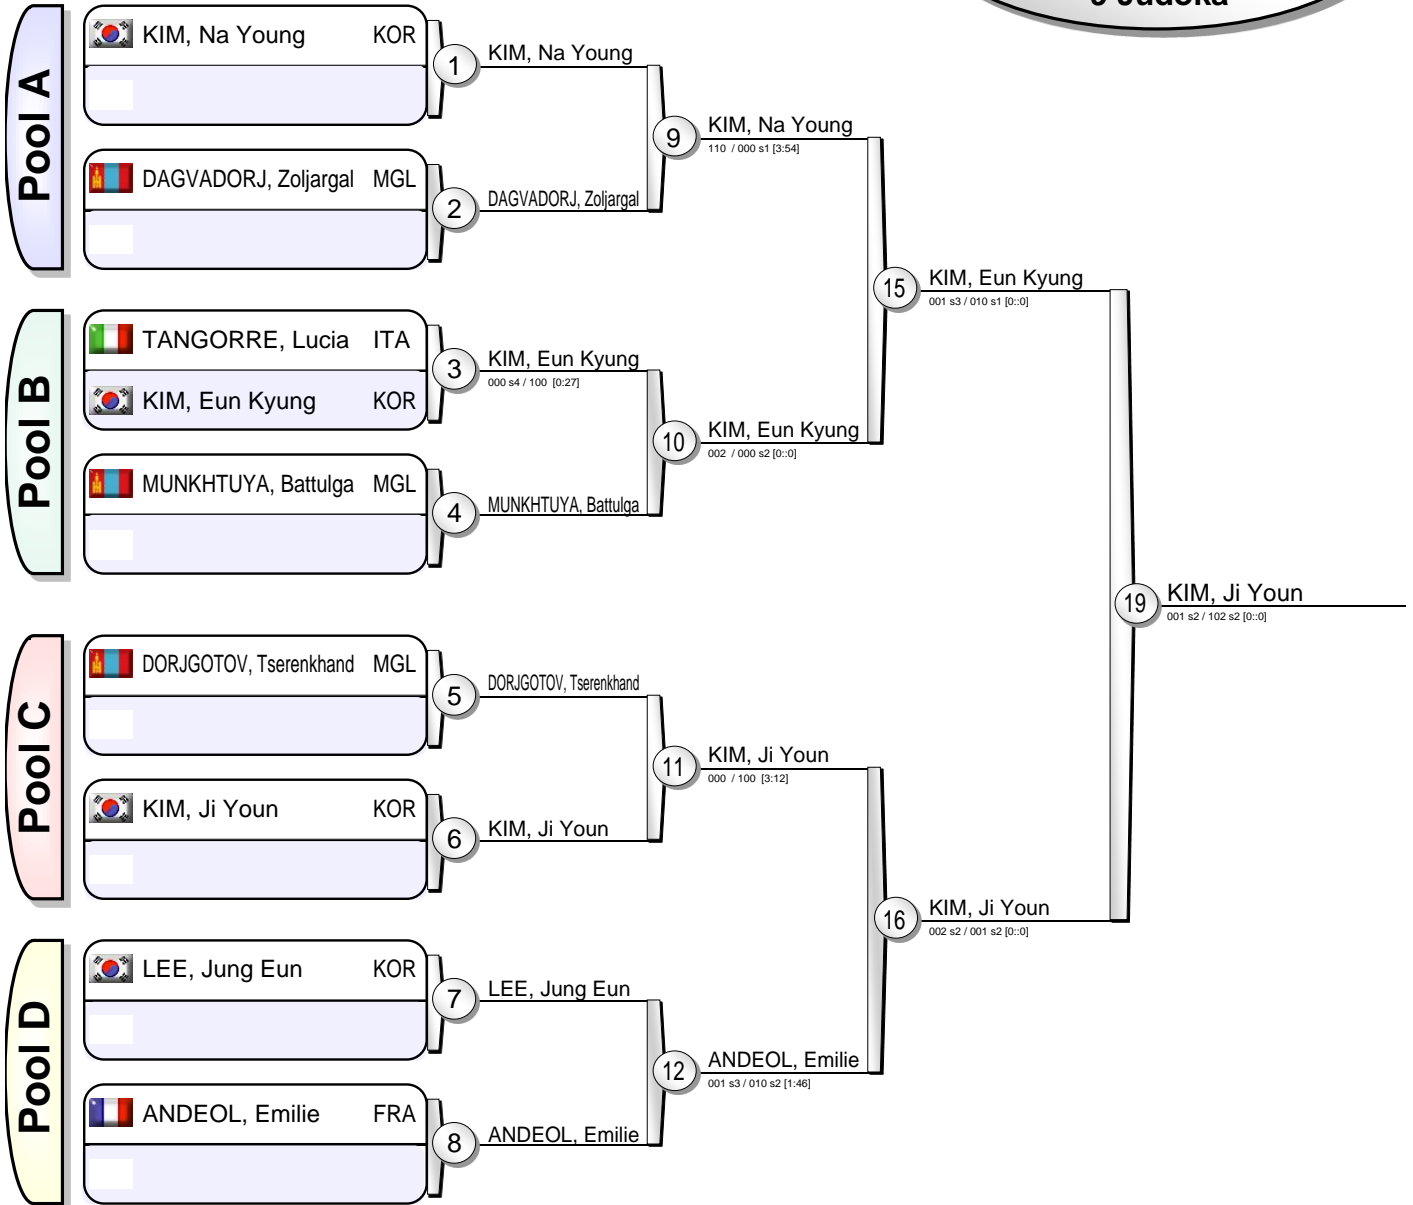 9 Judoka
Pool A
KIM, Na Young KOR
1
KIM, Na Young
DAGVADORJ, Zoljargal MGL
2
DAGVADORJ, Zoljargal
9
KIM, Na Young
110 / 000 s1 [3:54]
Pool B
TANGORRE, Lucia ITA
KIM, Eun Kyung KOR
3
KIM, Eun Kyung
000 s4 / 100 [0:27]
MUNKHTUYA, Battulga MGL
4
MUNKHTUYA, Battulga
10
KIM, Eun Kyung
002 / 000 s2 [0::0]
15
KIM, Eun Kyung
001 s3 / 010 s1 [0::0]
Pool C
DORJGOTOV, Tserenkhand MGL
5
DORJGOTOV, Tserenkhand
KIM, Ji Youn KOR
6
KIM, Ji Youn
11
KIM, Ji Youn
000 / 100 [3:12]
Pool D
LEE, Jung Eun KOR
7
LEE, Jung Eun
ANDEOL, Emilie FRA
8
ANDEOL, Emilie
12
ANDEOL, Emilie
001 s3 / 010 s2 [1:46]
16
KIM, Ji Youn
002 s2 / 001 s2 [0::0]
19
KIM, Ji Youn
001 s2 / 102 s2 [0::0]